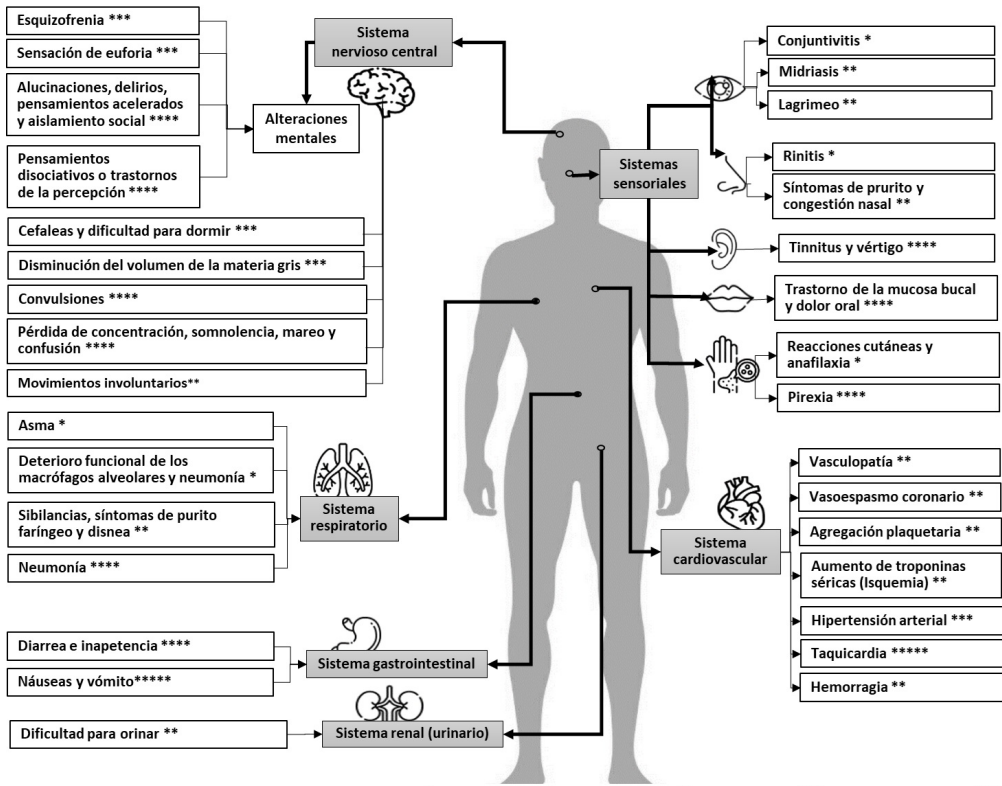 Esquizofrenia ***
Sensación de euforia ***
Alucinaciones, delirios,
pensamientos acelerados
y aislamiento social ****
Pensamientos
disociativos o trastornos
de la percepción ****
Sistema
nervioso central
Alteraciones
mentales
Cefaleas y dificultad para dormir ***
Disminución del volumen de la materia gris ***
Convulsiones ****
Pérdida de concentración, somnolencia, mareo y
confusión ****
Movimientos involuntarios**
Asma *
Deterioro funcional de los
macrófagos alveolares y neumonía *
Sibilancias, síntomas de purito
faríngeo y disnea **
Neumonía ****
Sistema
respiratorio
Diarrea e inapetencia ****
Náuseas y vómito*****
Sistema gastrointestinal
Dificultad para orinar **
Sistema renal (urinario)
Sistemas
sensoriales
Conjuntivitis *
Midriasis **
Lagrimeo **
Rinitis *
Síntomas de prurito y
congestión nasal **
Tinnitus y vértigo ****
Trastorno de la mucosa bucal
y dolor oral ****
Reacciones cutáneas y
anafilaxia *
Pirexia ****
Sistema
cardiovascular
Vasculopatía **
Vasoespasmo coronario **
Agregación plaquetaria **
Aumento de troponinas
séricas (Isquemia) **
Hipertensión arterial ***
Taquicardia *****
Hemorragia **